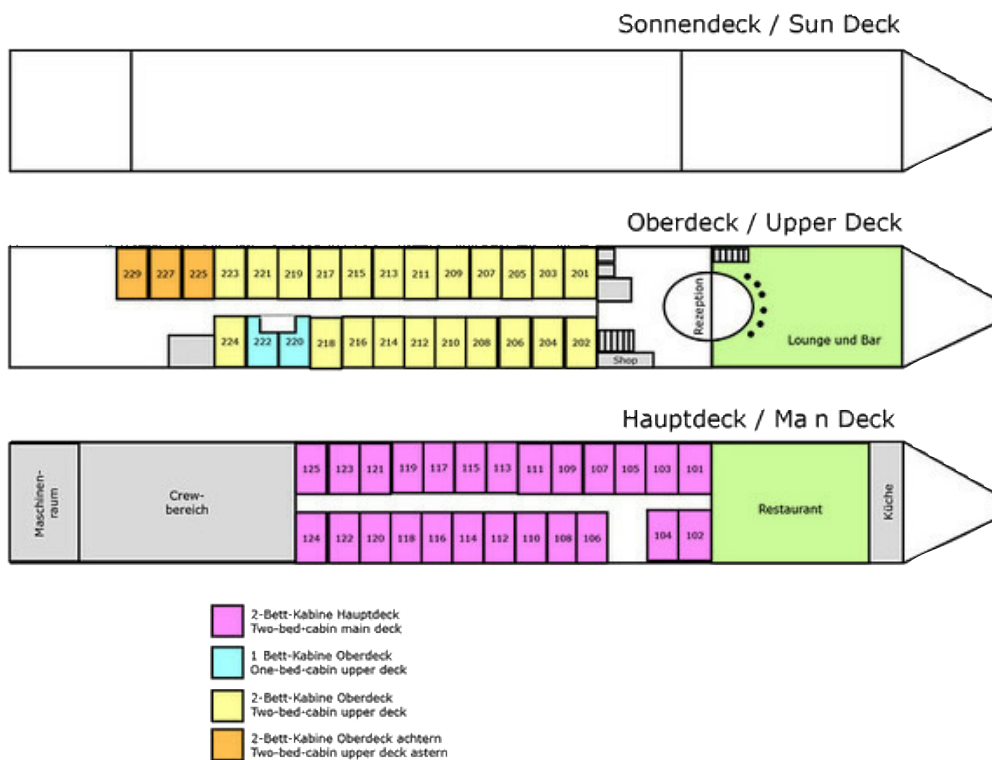 Sonnendeck / Sun Deck
Oberdeck / Upper Deck
229 227 225 223 221 219 217 215 213 211 209 207 205 203 201
Rezeption
224 222 220 218 216 214 212 210 208 206 204 202
Lounge und Bar
Shop
Hauptdeck / Ma n Deck
125 123 121 119 117 115 113 111 109 107 105 103 101
Maschinen-
raum
Crew-
bereich
Restaurant
Küche
124 122 120 118 116 114 112 110 108 106 104 102
2-Bett-Kabine Hauptdeck
Two-bed-cabin main deck
1 Bett-Kabine Oberdeck
One-bed-cabin upper deck
2-Bett-Kabine Oberdeck
Two-bed-cabin upper deck
2-Bett-Kabine Oberdeck achtern
Two-bed-cabin upper deck astern